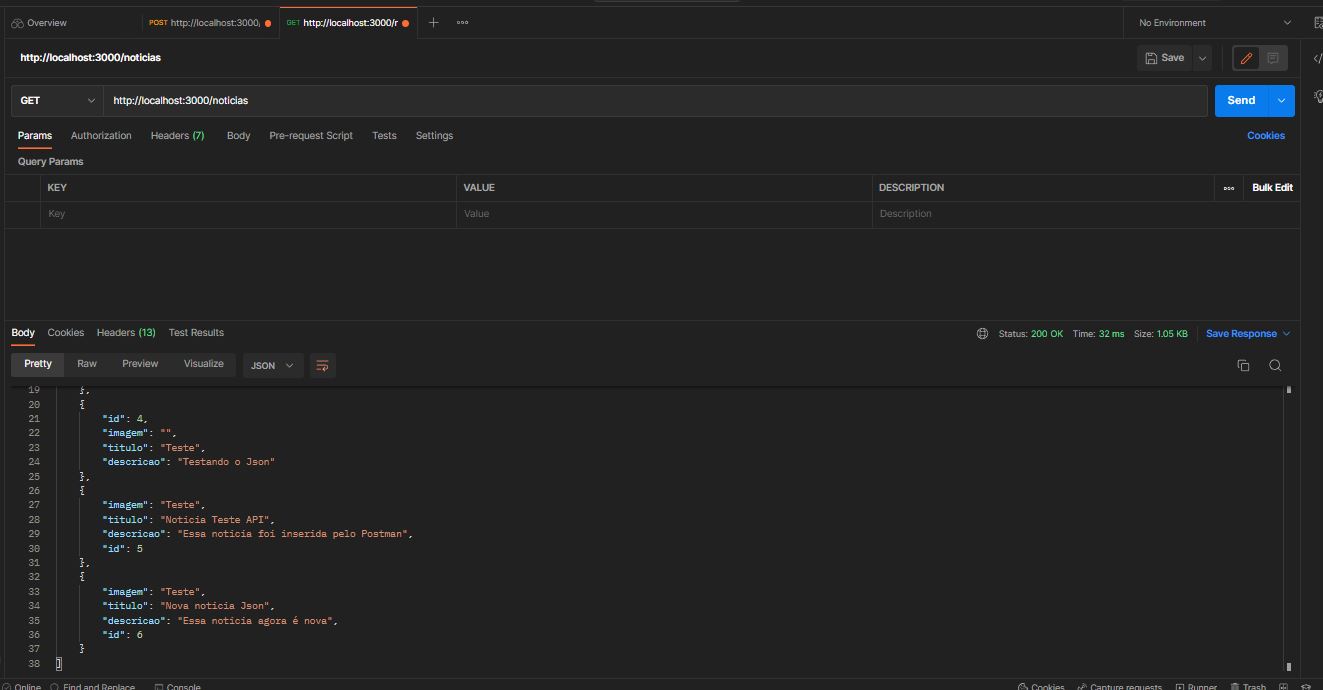 Overview
POST http://localhost:3000/
GET http://localhost:3000/r
No Environment
http://localhost:3000/noticias
Save
GET
http://localhost:3000/noticias
Send
Params Authorization Headers (7) Body Pre-request Script Tests Settings Cookies
Query Params
KEY VALUE DESCRIPTION Bulk Edit
Key Value Description
Body Cookies Headers (13) Test Results Status: 200 OK Time: 32 ms Size: 1.05 KB Save Response
Pretty Raw Preview Visualize JSON
19 },
20 {
21 "id": 4,
22 "imagem": "",
23 "titulo": "Teste",
24 "descricao": "Testando o Json"
25 },
26 {
27 "imagem": "Teste",
28 "titulo": "Noticia Teste API",
29 "descricao": "Essa noticia foi inserida pelo Postman",
30 "id": 5
31 },
32 {
33 "imagem": "Teste",
34 "titulo": "Nova noticia Json",
35 "descricao": "Essa noticia agora é nova",
36 "id": 6
37 }
38 ]
Online Find and Replace Console Cookies Capture requests Runner Trash